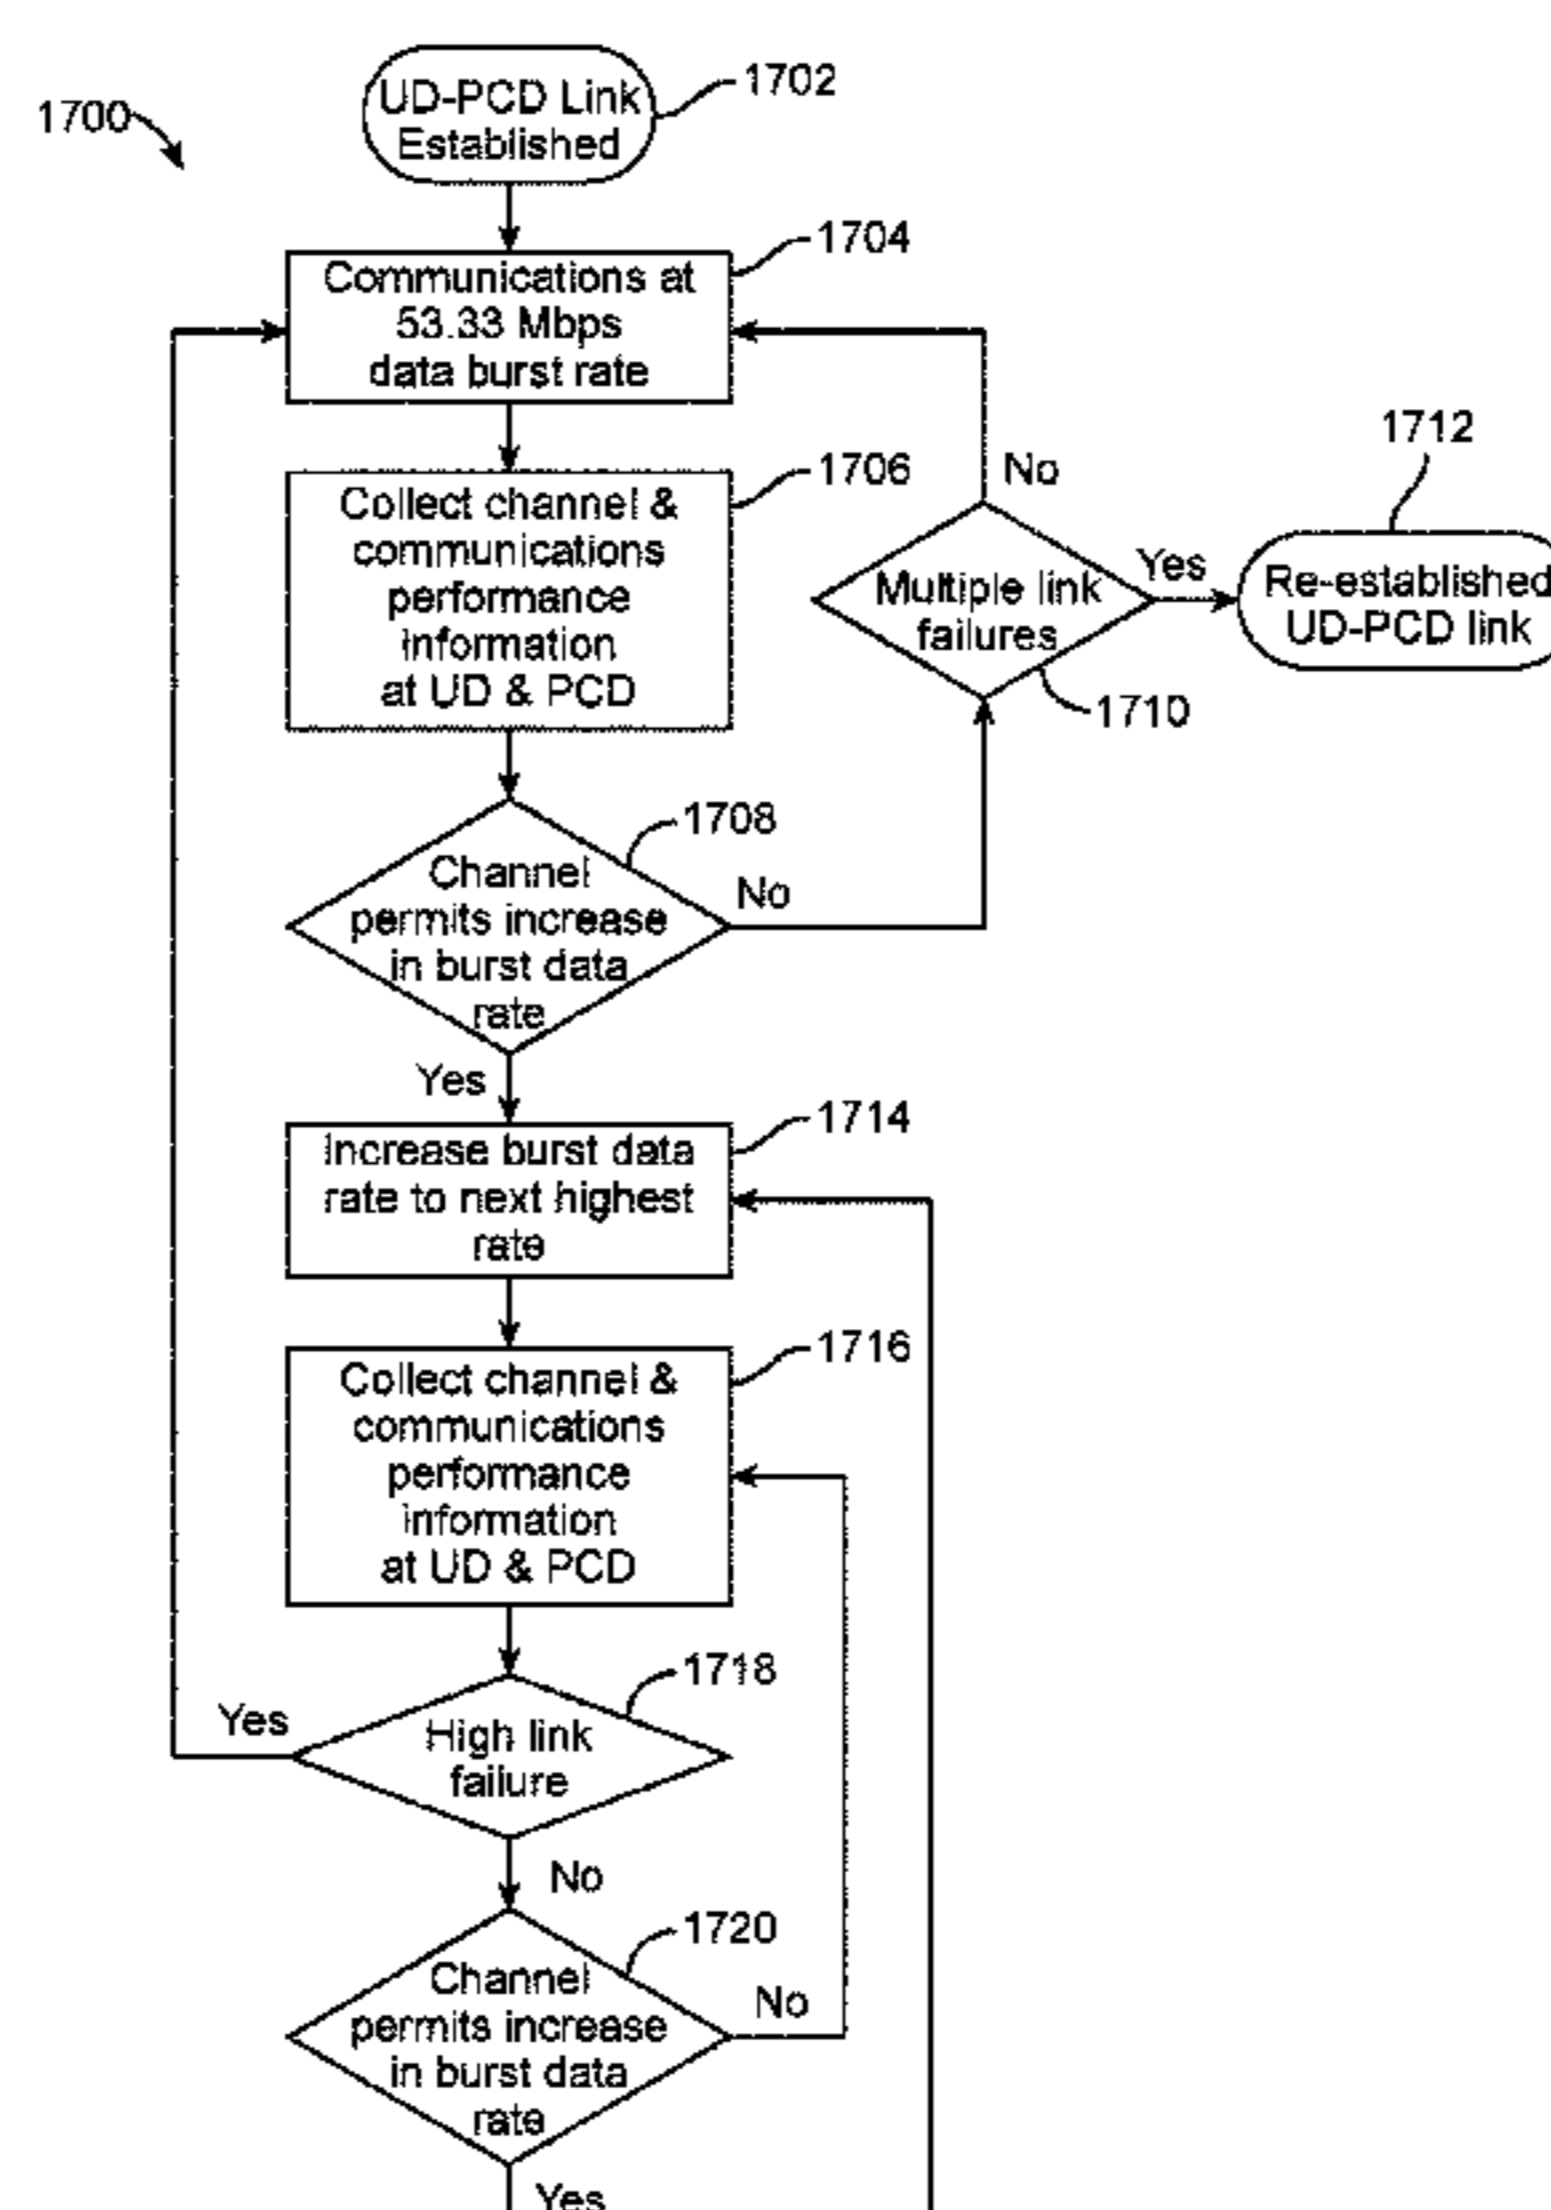 1700
UD-PCD Link
Established
1702
Communications at
53.33 Mbps
data burst rate
1704
Collect channel &
communications
performance
information
at UD & PCD
1706
No
Multiple link
failures
1710
Yes
1712
Re-established
UD-PCD link
Channel
permits increase
in burst data
rate
1708
No
Yes
Increase burst data
rate to next highest
rate
1714
Collect channel &
communications
performance
information
at UD & PCD
1716
High link
failure
1718
Yes
No
Channel
permits increase
in burst data
rate
1720
No
Yes